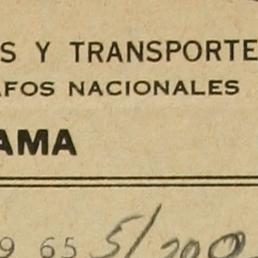 S Y TRANSPORTE
AFOS NACIONALES
AMA
9 65 5/200